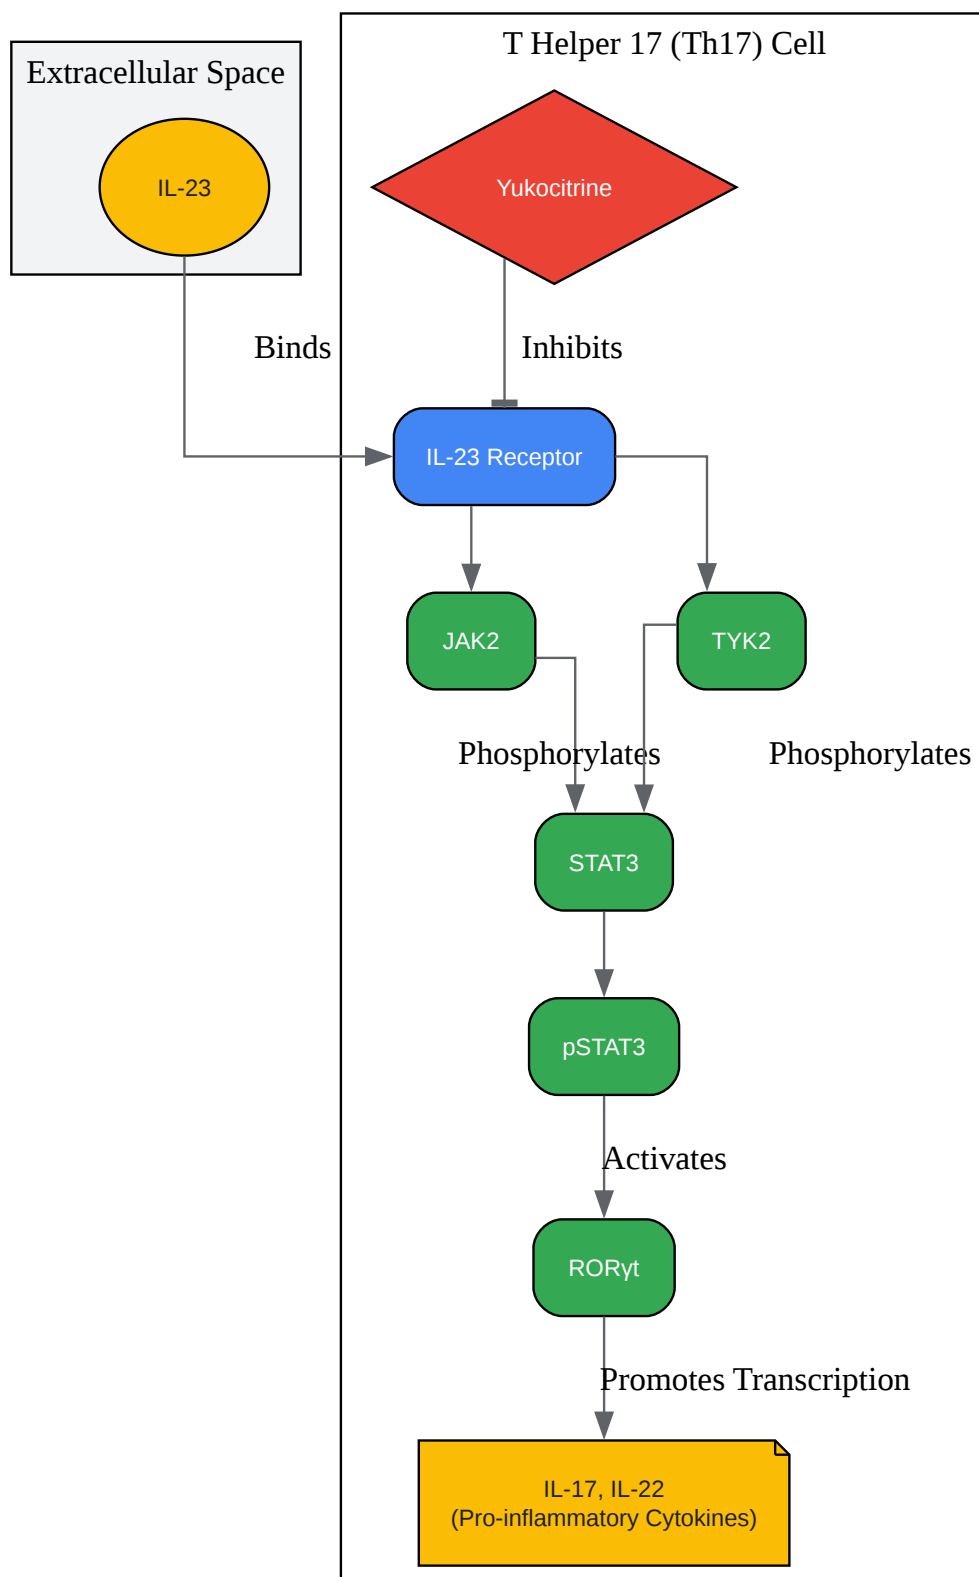 T Helper 17 (Th17) Cell
Extracellular Space
IL-23
Yukocitrine
Binds
Inhibits
IL-23 Receptor
JAK2
TYK2
Phosphorylates
Phosphorylates
STAT3
pSTAT3
Activates
RORγt
Promotes Transcription
IL-17, IL-22
(Pro-inflammatory Cytokines)